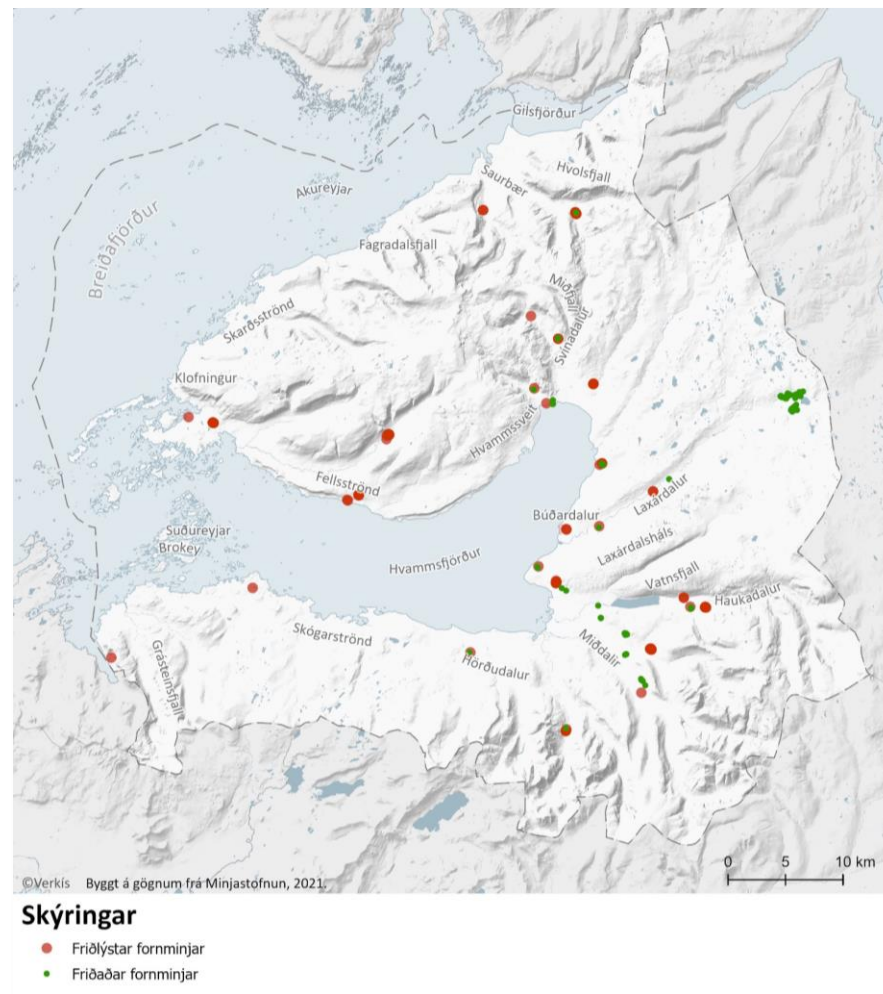 Gilsfjörður
Hvolsfjall
Saurbær
Akureyjar
Breiðafjörður
Fagradalsfjall
Miðfjall
Skarðsströnd
Svínadalur
Klofningur
Hvammssveit
Fellsströnd
Laxárdalur
Búðardalur
Suðureyjar
Brokey
Laxárdalsháls
Hvammsfjörður
Vatnsfjall
Haukadalur
Skógarströnd
Miðdalir
Grásteinsfjall
Hörðudalur
0 5 10 km
©Verkís Byggt á gögnum frá Minjastofnun, 2021.
Skýringar
Friðlýstar fornminjar
Friðaðar fornminjar